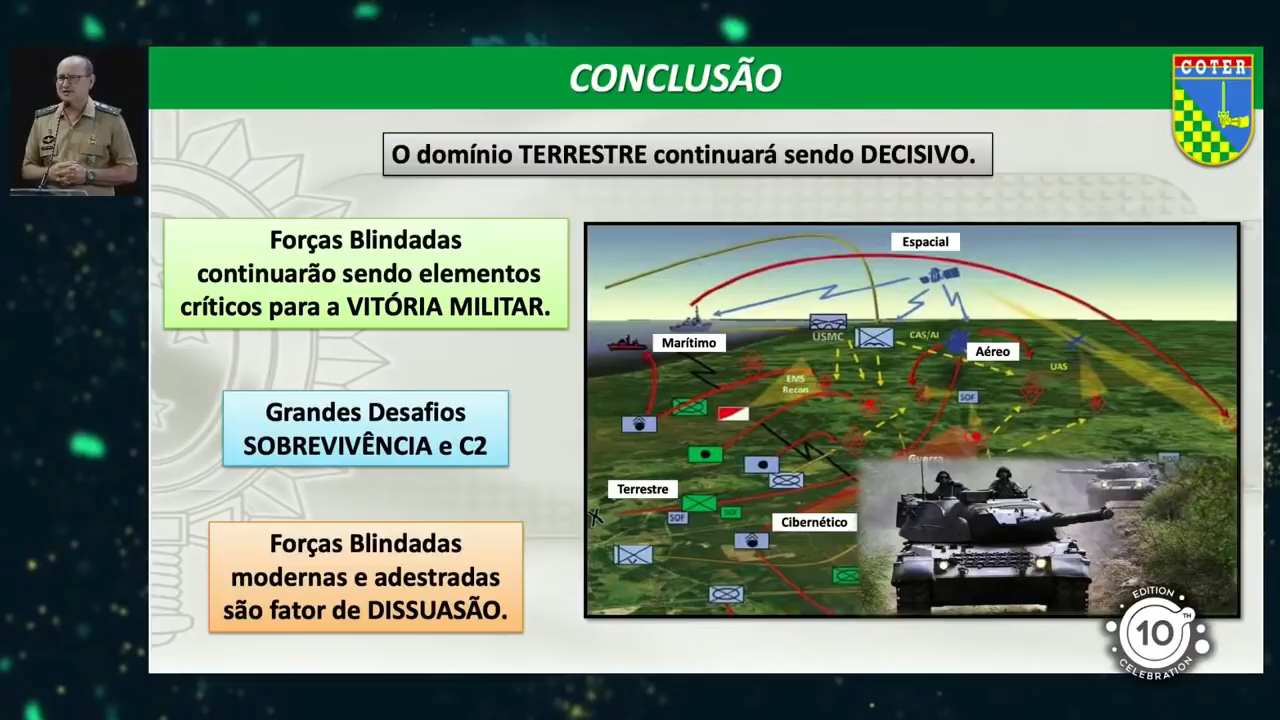 CONCLUSÃO
COTER
O domínio TERRESTRE continuará sendo DECISIVO.
Forças Blindadas
continuarão sendo elementos
críticos para a VITÓRIA MILITAR.
Grandes Desafios
SOBREVIVÊNCIA e C2
Forças Blindadas
modernas e adestradas
são fator de DISSUASÃO.
Espacial
Marítimo
USMC
CAS/AI
Aéreo
UAS
EMS
Recon
SOF
Guerra
Terrestre
SOF
SOF
Cibernético
EDITION
10TH
CELEBRATION